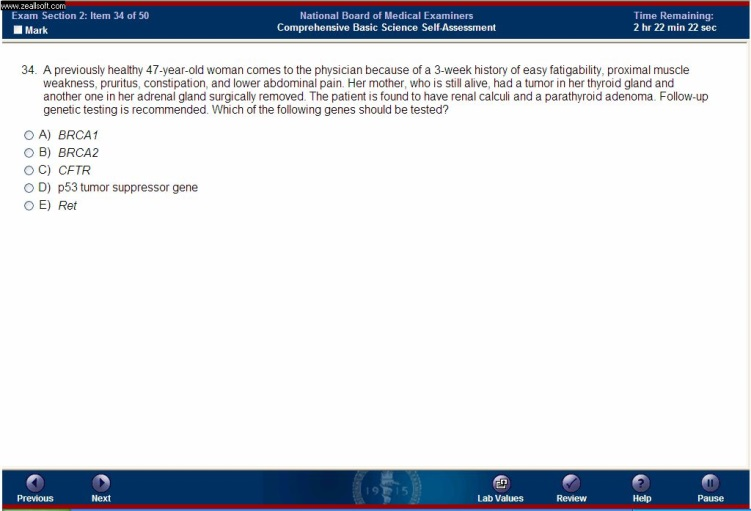 www.zeallsoft.com
Exam Section 2: Item 34 of 50
National Board of Medical Examiners
Time Remaining:
Mark
Comprehensive Basic Science Self-Assessment
2 hr 22 min 22 sec
34. A previously healthy 47-year-old woman comes to the physician because of a 3-week history of easy fatigability, proximal muscle
weakness, pruritus, constipation, and lower abdominal pain. Her mother, who is still alive, had a tumor in her thyroid gland and
another one in her adrenal gland surgically removed. The patient is found to have renal calculi and a parathyroid adenoma. Follow-up
genetic testing is recommended. Which of the following genes should be tested?
A) BRCA1
B) BRCA2
C) CFTR
D) p53 tumor suppressor gene
E) Ret
Previous
Next
19 15
Lab Values
Review
Help
Pause